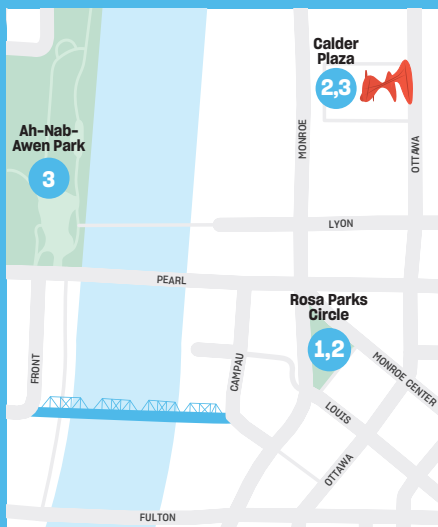 Calder
Plaza
2,3
Ah-Nab-
Awen Park
3
MONROE
OTTAWA
LYON
PEARL
Rosa Parks
Circle
1,2
FRONT
CAMPAU
MONROE CENTER
LOUIS
OTTAWA
FULTON